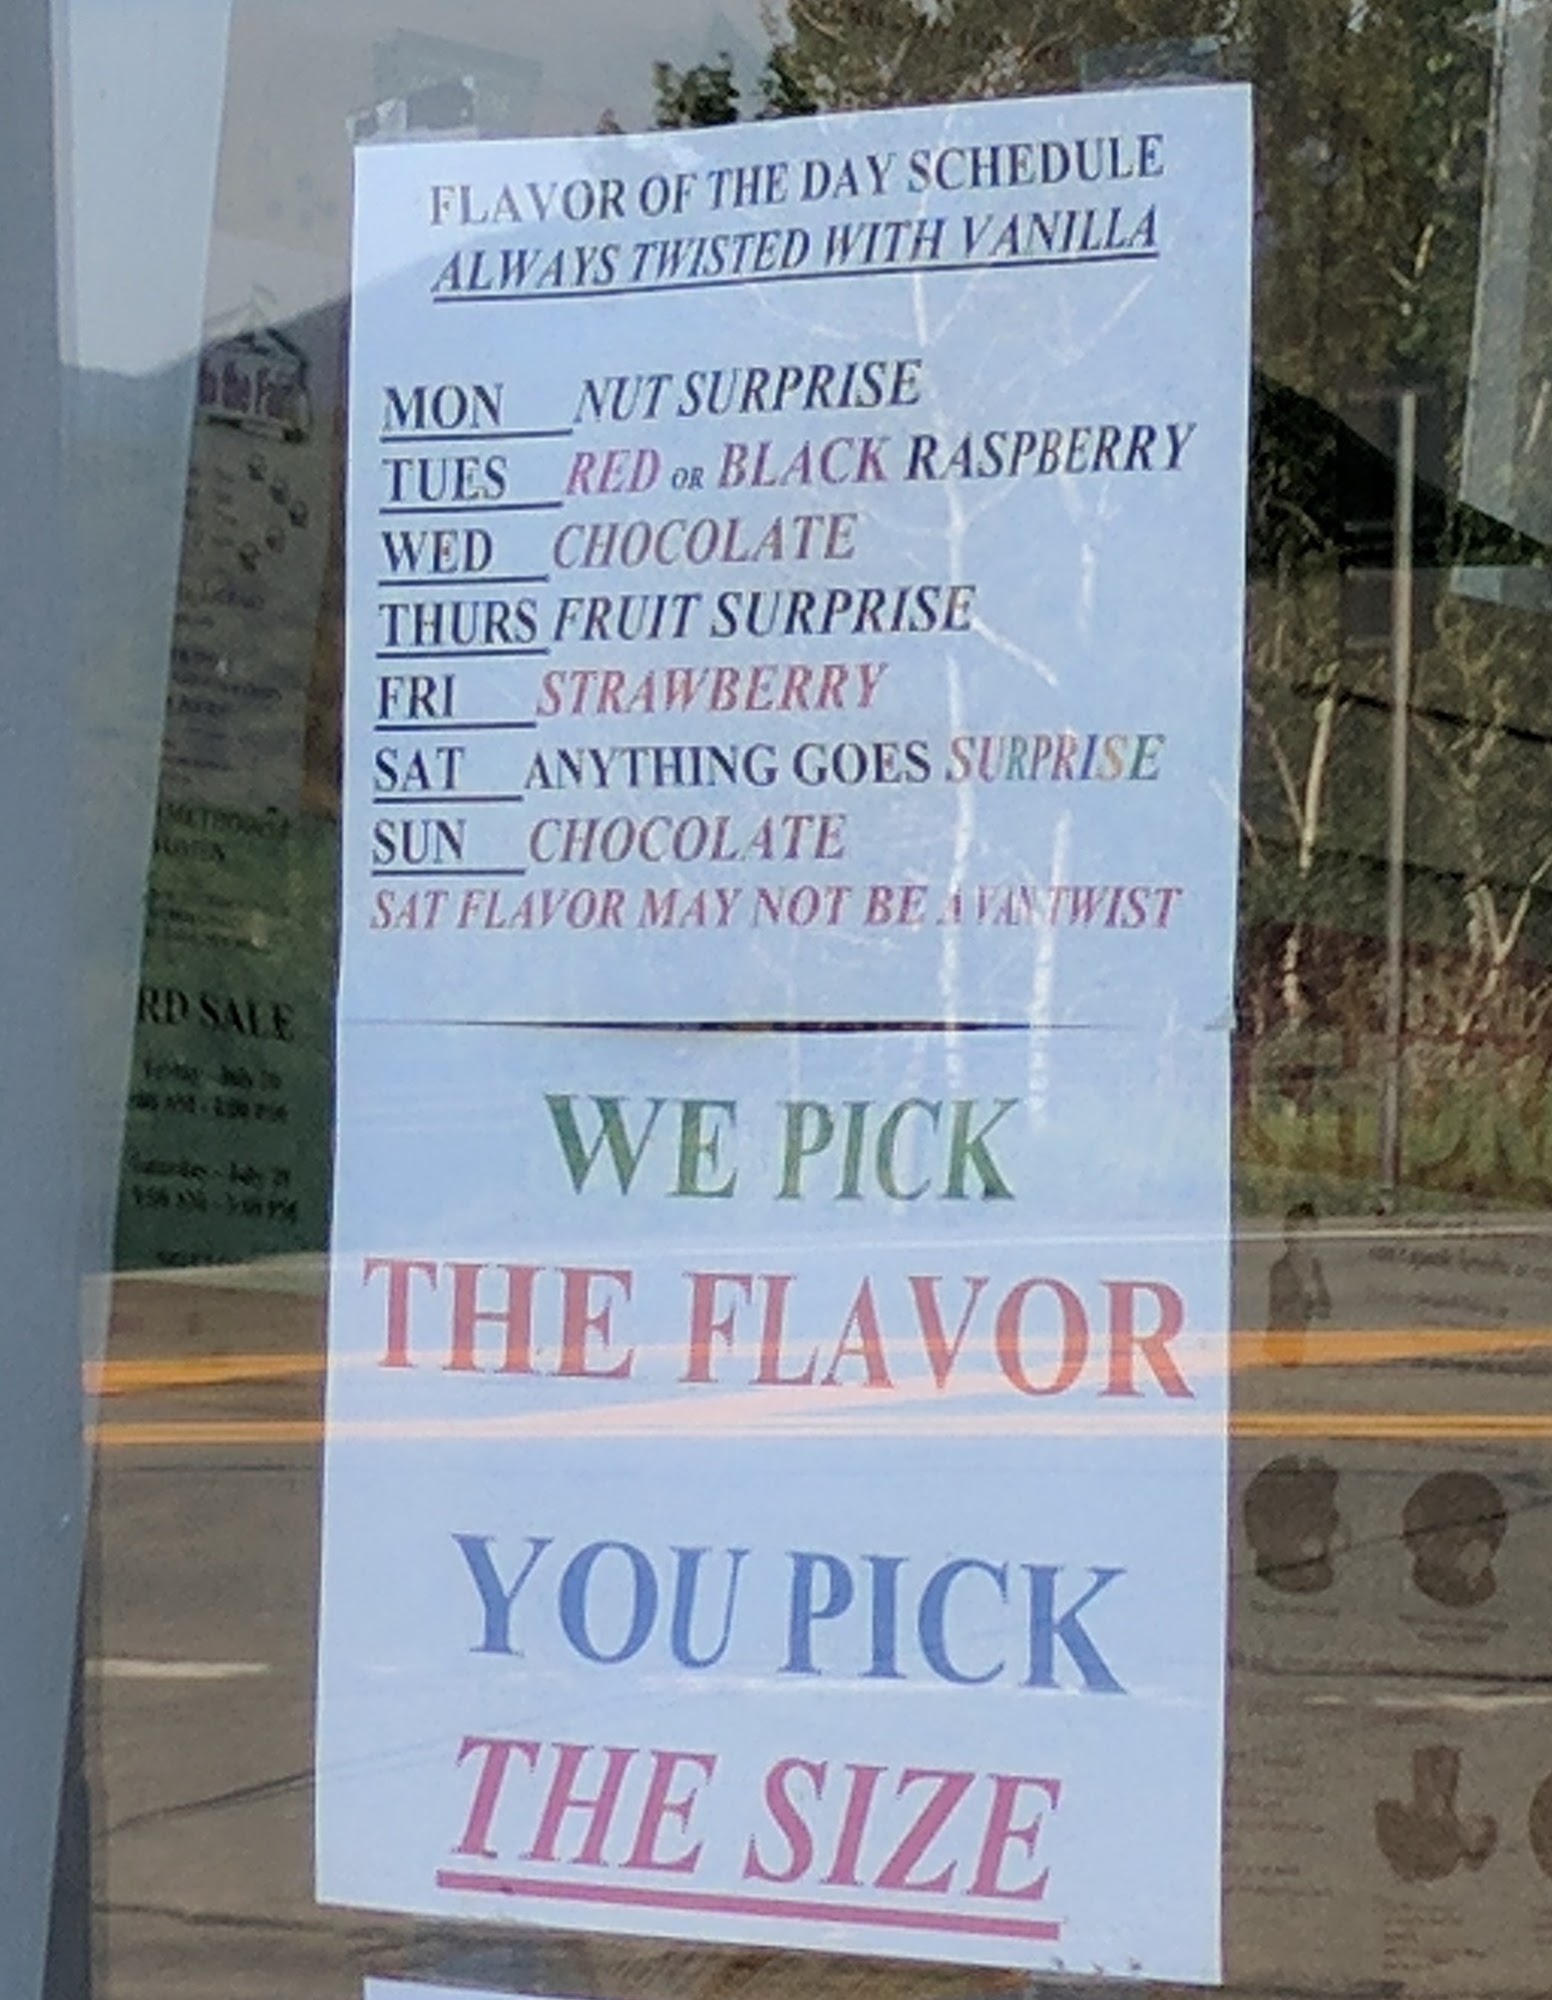 FLAVOR OF THE DAY SCHEDULE
ALWAYS TWISTED WITH VANILLA
MON NUT SURPRISE
TUES RED OR BLACK RASPBERRY
WED CHOCOLATE
THURS FRUIT SURPRISE
FRI STRAWBERRY
SAT ANYTHING GOES SURPRISE
SUN CHOCOLATE
SAT FLAVOR MAY NOT BE A VAN TWIST
WE PICK
THE FLAVOR
YOU PICK
THE SIZE
RD SALE